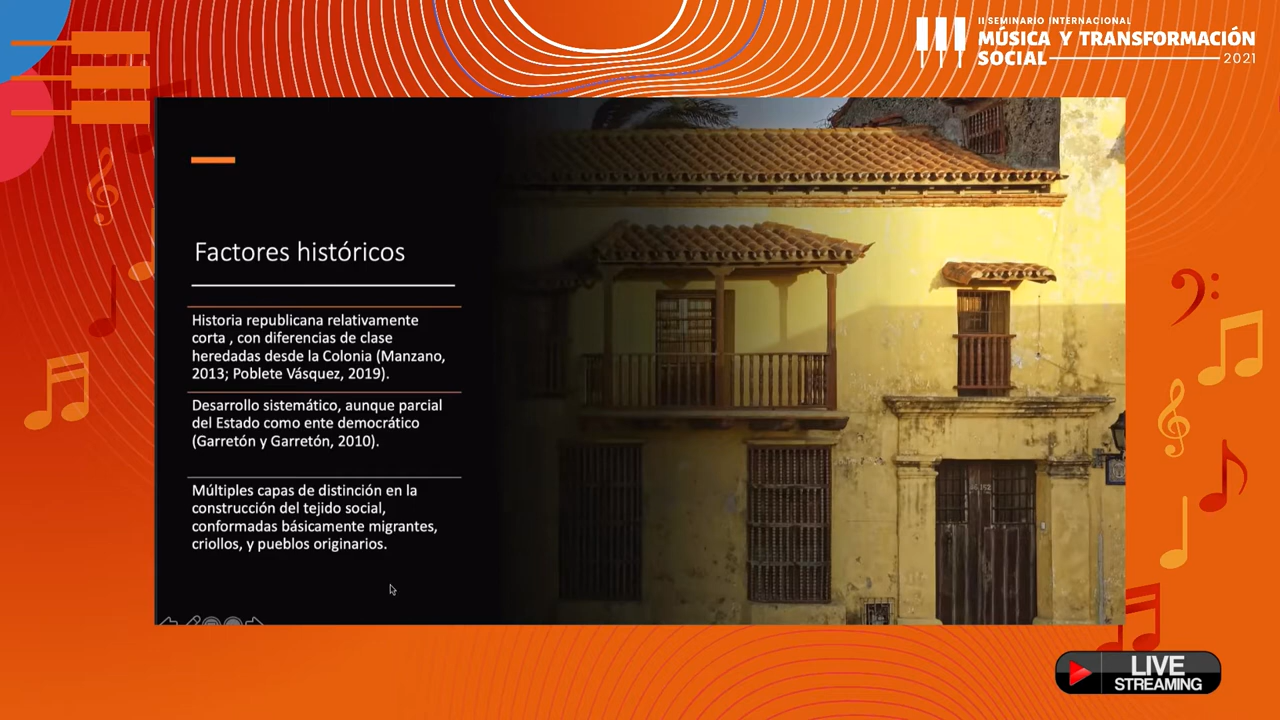 II SEMINARIO INTERNACIONAL
MÚSICA Y TRANSFORMACIÓN
SOCIAL
2021
Factores históricos
Historia republicana relativamente
corta , con diferencias de clase
heredadas desde la Colonia (Manzano,
2013; Poblete Vásquez, 2019).
Desarrollo sistemático, aunque parcial
del Estado como ente democrático
(Garretón y Garretón, 2010).
Múltiples capas de distinción en la
construcción del tejido social,
conformadas básicamente migrantes,
criollos, y pueblos originarios.
LIVE
STREAMING